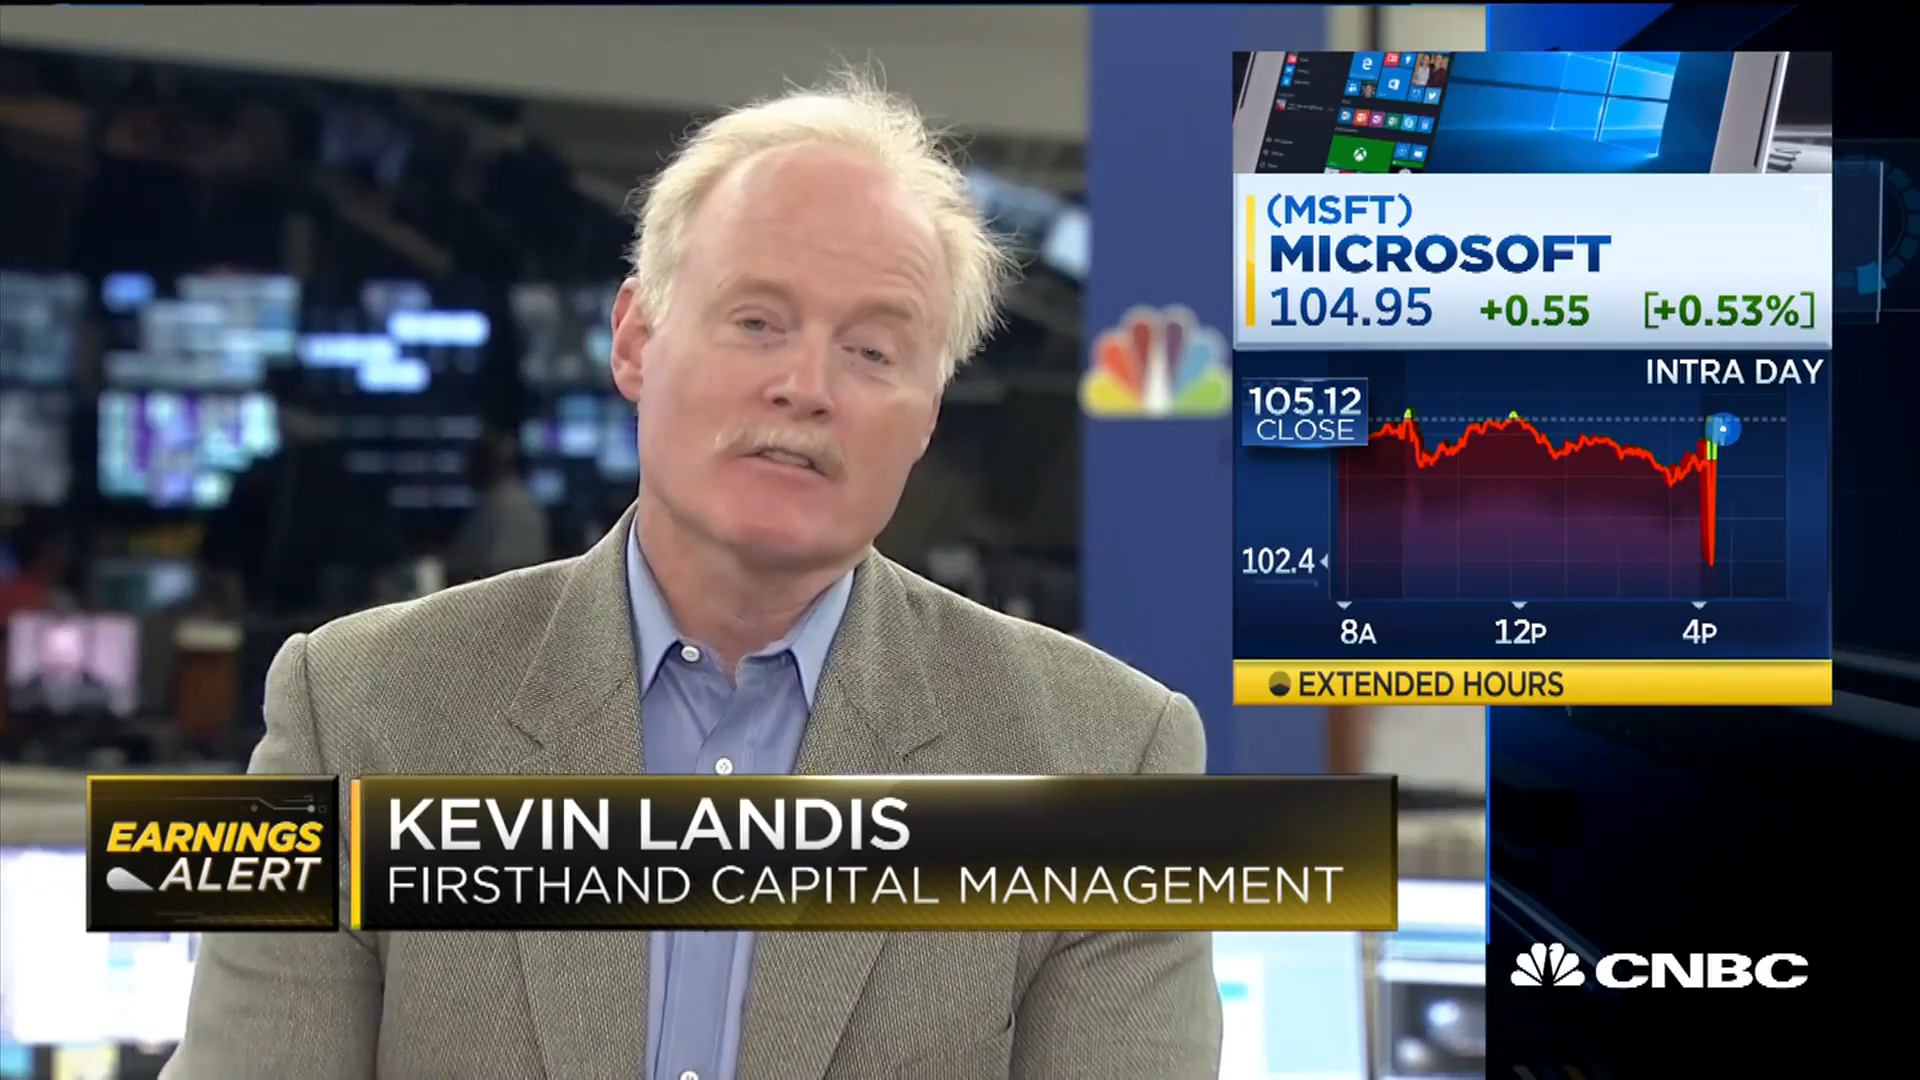 (MSFT)
MICROSOFT
104.95 +0.55 [+0.53%]
INTRA DAY
105.12
CLOSE
102.4
8A 12P 4P
EXTENDED HOURS
EARNINGS
ALERT
KEVIN LANDIS
FIRSTHAND CAPITAL MANAGEMENT
CNBC